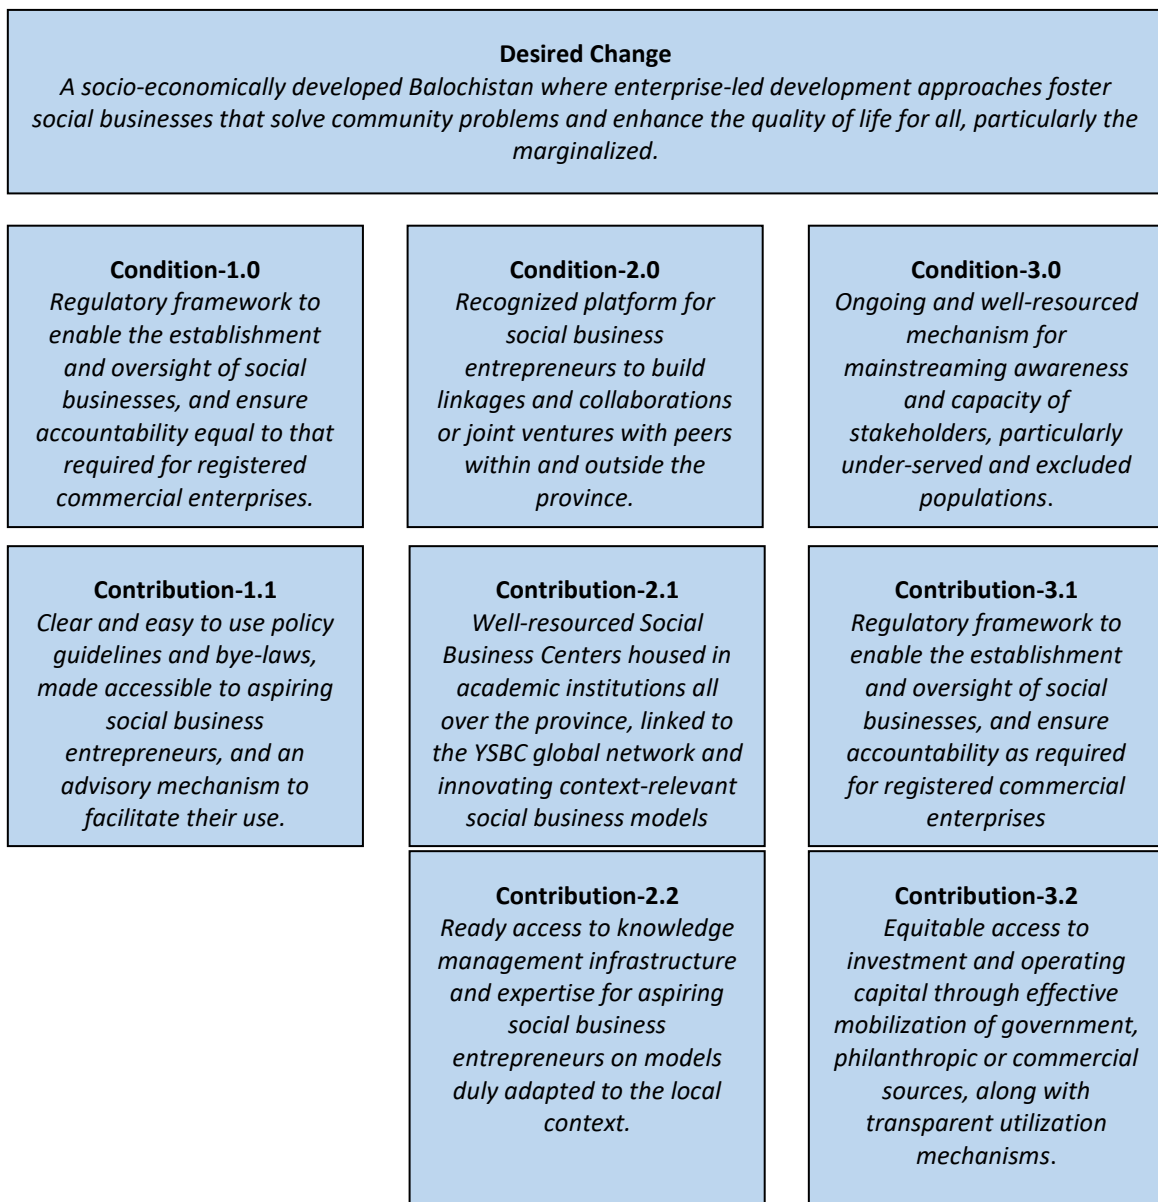 Desired Change
A socio-economically developed Balochistan where enterprise-led development approaches foster
social businesses that solve community problems and enhance the quality of life for all, particularly the
marginalized.
Condition-1.0
Regulatory framework to
enable the establishment
and oversight of social
businesses, and ensure
accountability equal to that
required for registered
commercial enterprises.
Condition-2.0
Recognized platform for
social business
entrepreneurs to build
linkages and collaborations
or joint ventures with peers
within and outside the
province.
Condition-3.0
Ongoing and well-resourced
mechanism for
mainstreaming awareness
and capacity of
stakeholders, particularly
under-served and excluded
populations.
Contribution-1.1
Clear and easy to use policy
guidelines and bye-laws,
made accessible to aspiring
social business
entrepreneurs, and an
advisory mechanism to
facilitate their use.
Contribution-2.1
Well-resourced Social
Business Centers housed in
academic institutions all
over the province, linked to
the YSBC global network and
innovating context-relevant
social business models
Contribution-3.1
Regulatory framework to
enable the establishment
and oversight of social
businesses, and ensure
accountability as required
for registered commercial
enterprises
Contribution-2.2
Ready access to knowledge
management infrastructure
and expertise for aspiring
social business
entrepreneurs on models
duly adapted to the local
context.
Contribution-3.2
Equitable access to
investment and operating
capital through effective
mobilization of government,
philanthropic or commercial
sources, along with
transparent utilization
mechanisms.